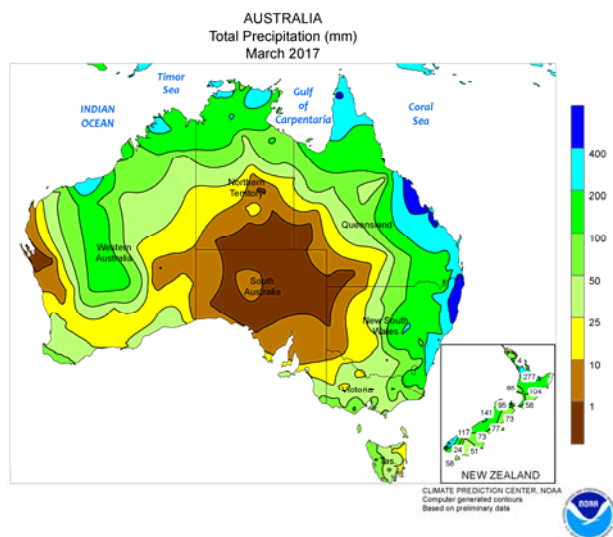 AUSTRALIA
Total Precipitation (mm)
March 2017
Timor
Sea
Gulf
of
Carpentaria
Coral
Sea
INDIAN
OCEAN
Northern
Territory
Queensland
Western
Australia
South
Australia
New South
Wales
Victoria
Tas
400
200
100
50
25
10
1
4
277
86
104
95
58
141
73
77
117
73
24
51
58
NEW ZEALAND
CLIMATE PREDICTION CENTER, NOAA
Computer generated contours
Based on preliminary data
NOAA